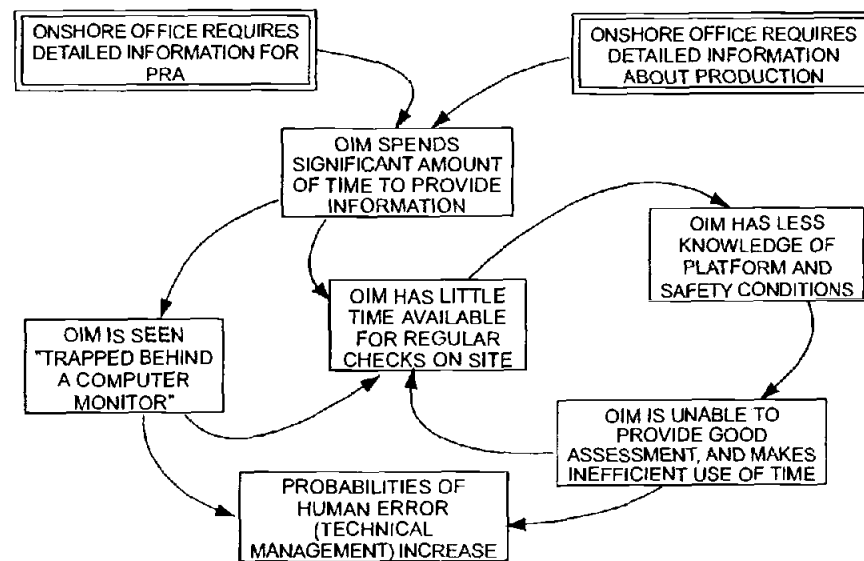 ONSHORE OFFICE REQUIRES
DETAILED INFORMATION FOR
PRA
ONSHORE OFFICE REQUIRES
DETAILED INFORMATION
ABOUT PRODUCTION
OIM SPENDS
SIGNIFICANT AMOUNT
OF TIME TO PROVIDE
INFORMATION
OIM HAS LESS
KNOWLEDGE OF
PLATFORM AND
SAFETY CONDITIONS
OIM HAS LITTLE
TIME AVAILABLE
FOR REGULAR
CHECKS ON SITE
OIM IS SEEN
"TRAPPED BEHIND
A COMPUTER
MONITOR"
OIM IS UNABLE TO
PROVIDE GOOD
ASSESSMENT, AND MAKES
INEFFICIENT USE OF TIME
PROBABILITIES OF
HUMAN ERROR
(TECHNICAL
MANAGEMENT) INCREASE